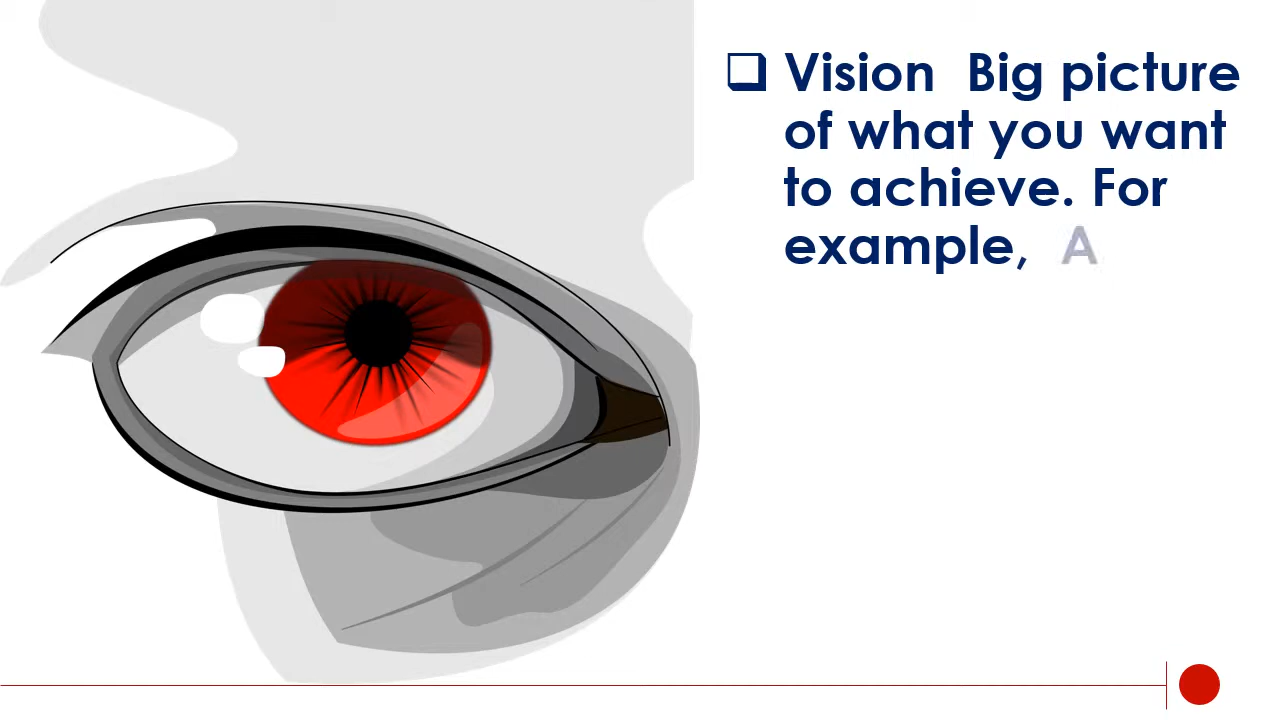 ❑ Vision  Big picture
of what you want
to achieve. For
example,  A